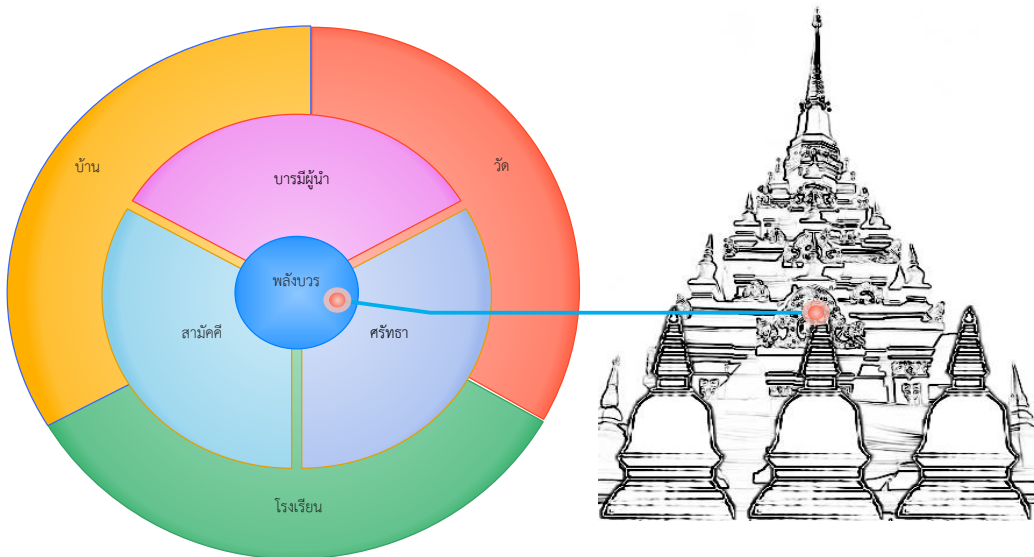 บ้าน
วัด
บารมีผู้นำ
พลังบวร
สามัคคี
ศรัทธา
โรงเรียน